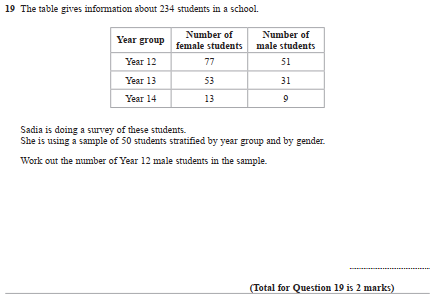 19 The table gives information about 234 students in a school.
Year group Number of female students Number of male students
Year 12 77 51
Year 13 53 31
Year 14 13 9
Sadia is doing a survey of these students.
She is using a sample of 50 students stratified by year group and by gender.
Work out the number of Year 12 male students in the sample.
(Total for Question 19 is 2 marks)